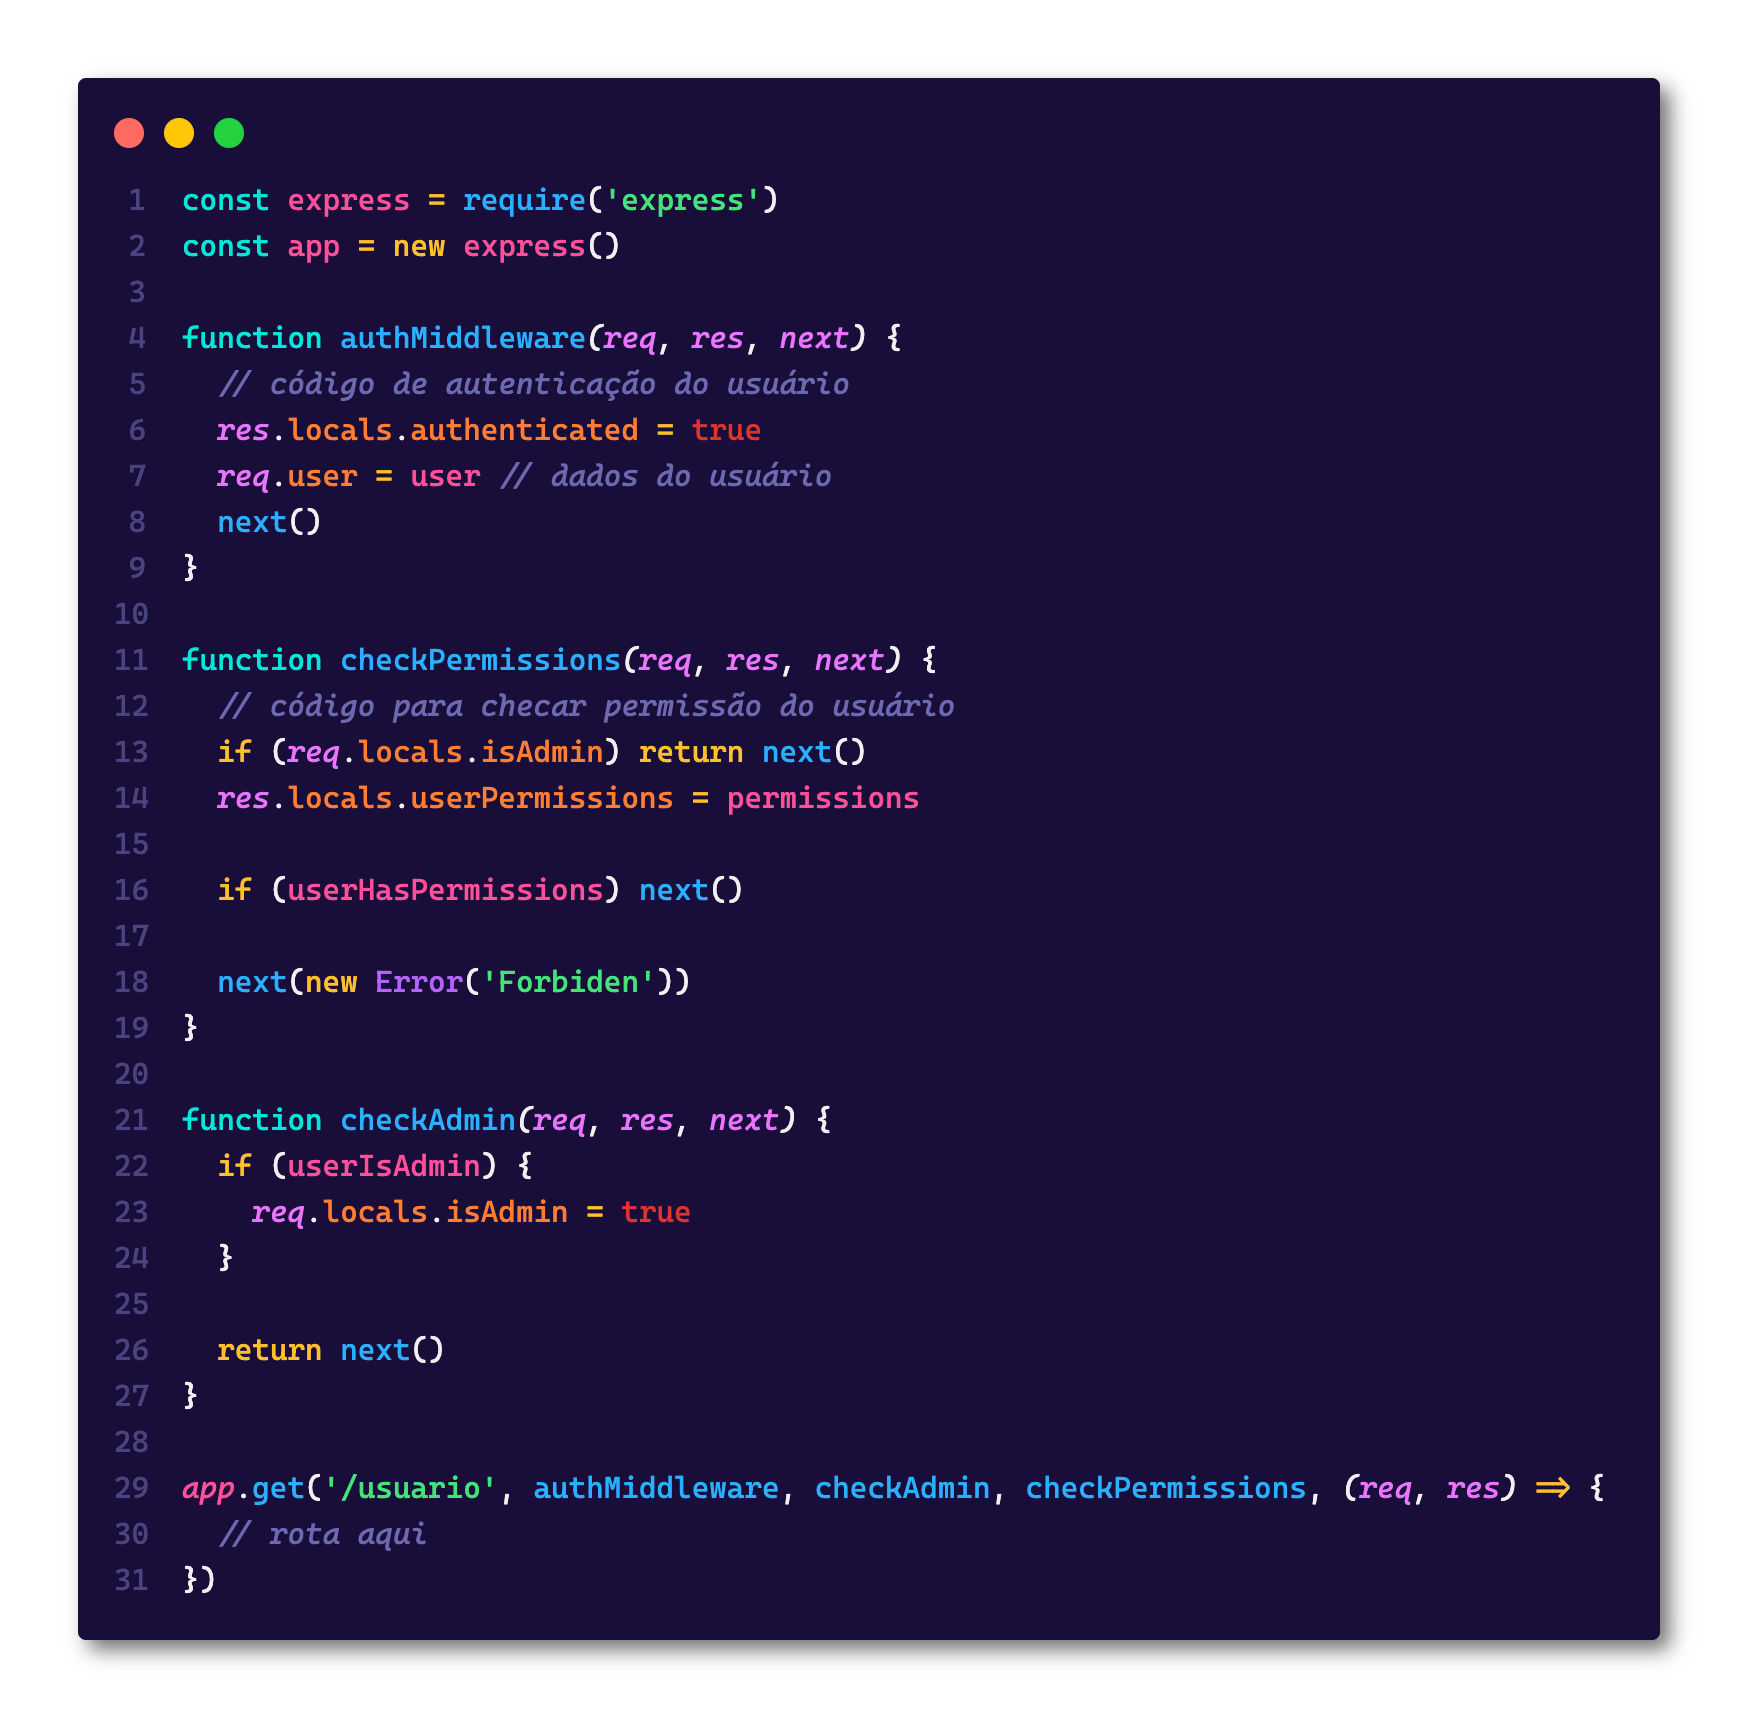 1 const express = require('express')
2 const app = new express()
3
4 function authMiddleware(req, res, next) {
5 // código de autenticação do usuário
6 res.locals.authenticated = true
7 req.user = user // dados do usuário
8 next()
9 }
10
11 function checkPermissions(req, res, next) {
12 // código para checar permissão do usuário
13 if (req.locals.isAdmin) return next()
14 res.locals.userPermissions = permissions
15
16 if (userHasPermissions) next()
17
18 next(new Error('Forbiden'))
19 }
20
21 function checkAdmin(req, res, next) {
22 if (userIsAdmin) {
23 req.locals.isAdmin = true
24 }
25
26 return next()
27 }
28
29 app.get('/usuario', authMiddleware, checkAdmin, checkPermissions, (req, res) => {
30 // rota aqui
31 })